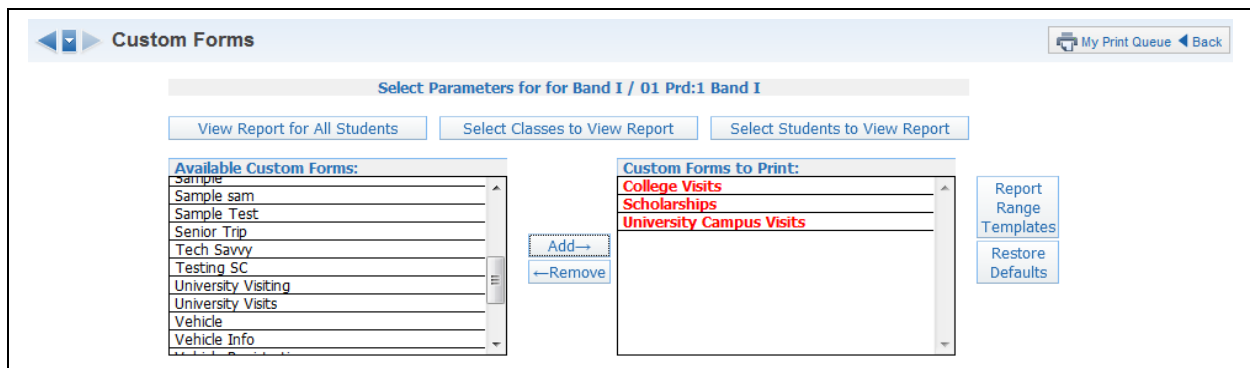 Custom Forms
My Print Queue ◀ Back
Select Parameters for for Band I / 01 Prd:1 Band I
View Report for All Students
Select Classes to View Report
Select Students to View Report
Available Custom Forms:
Sample
Sample sam
Sample Test
Senior Trip
Tech Savvy
Testing SC
University Visiting
University Visits
Vehicle
Vehicle Info
Add→
←Remove
Custom Forms to Print:
College Visits
Scholarships
University Campus Visits
Report
Range
Templates
Restore
Defaults